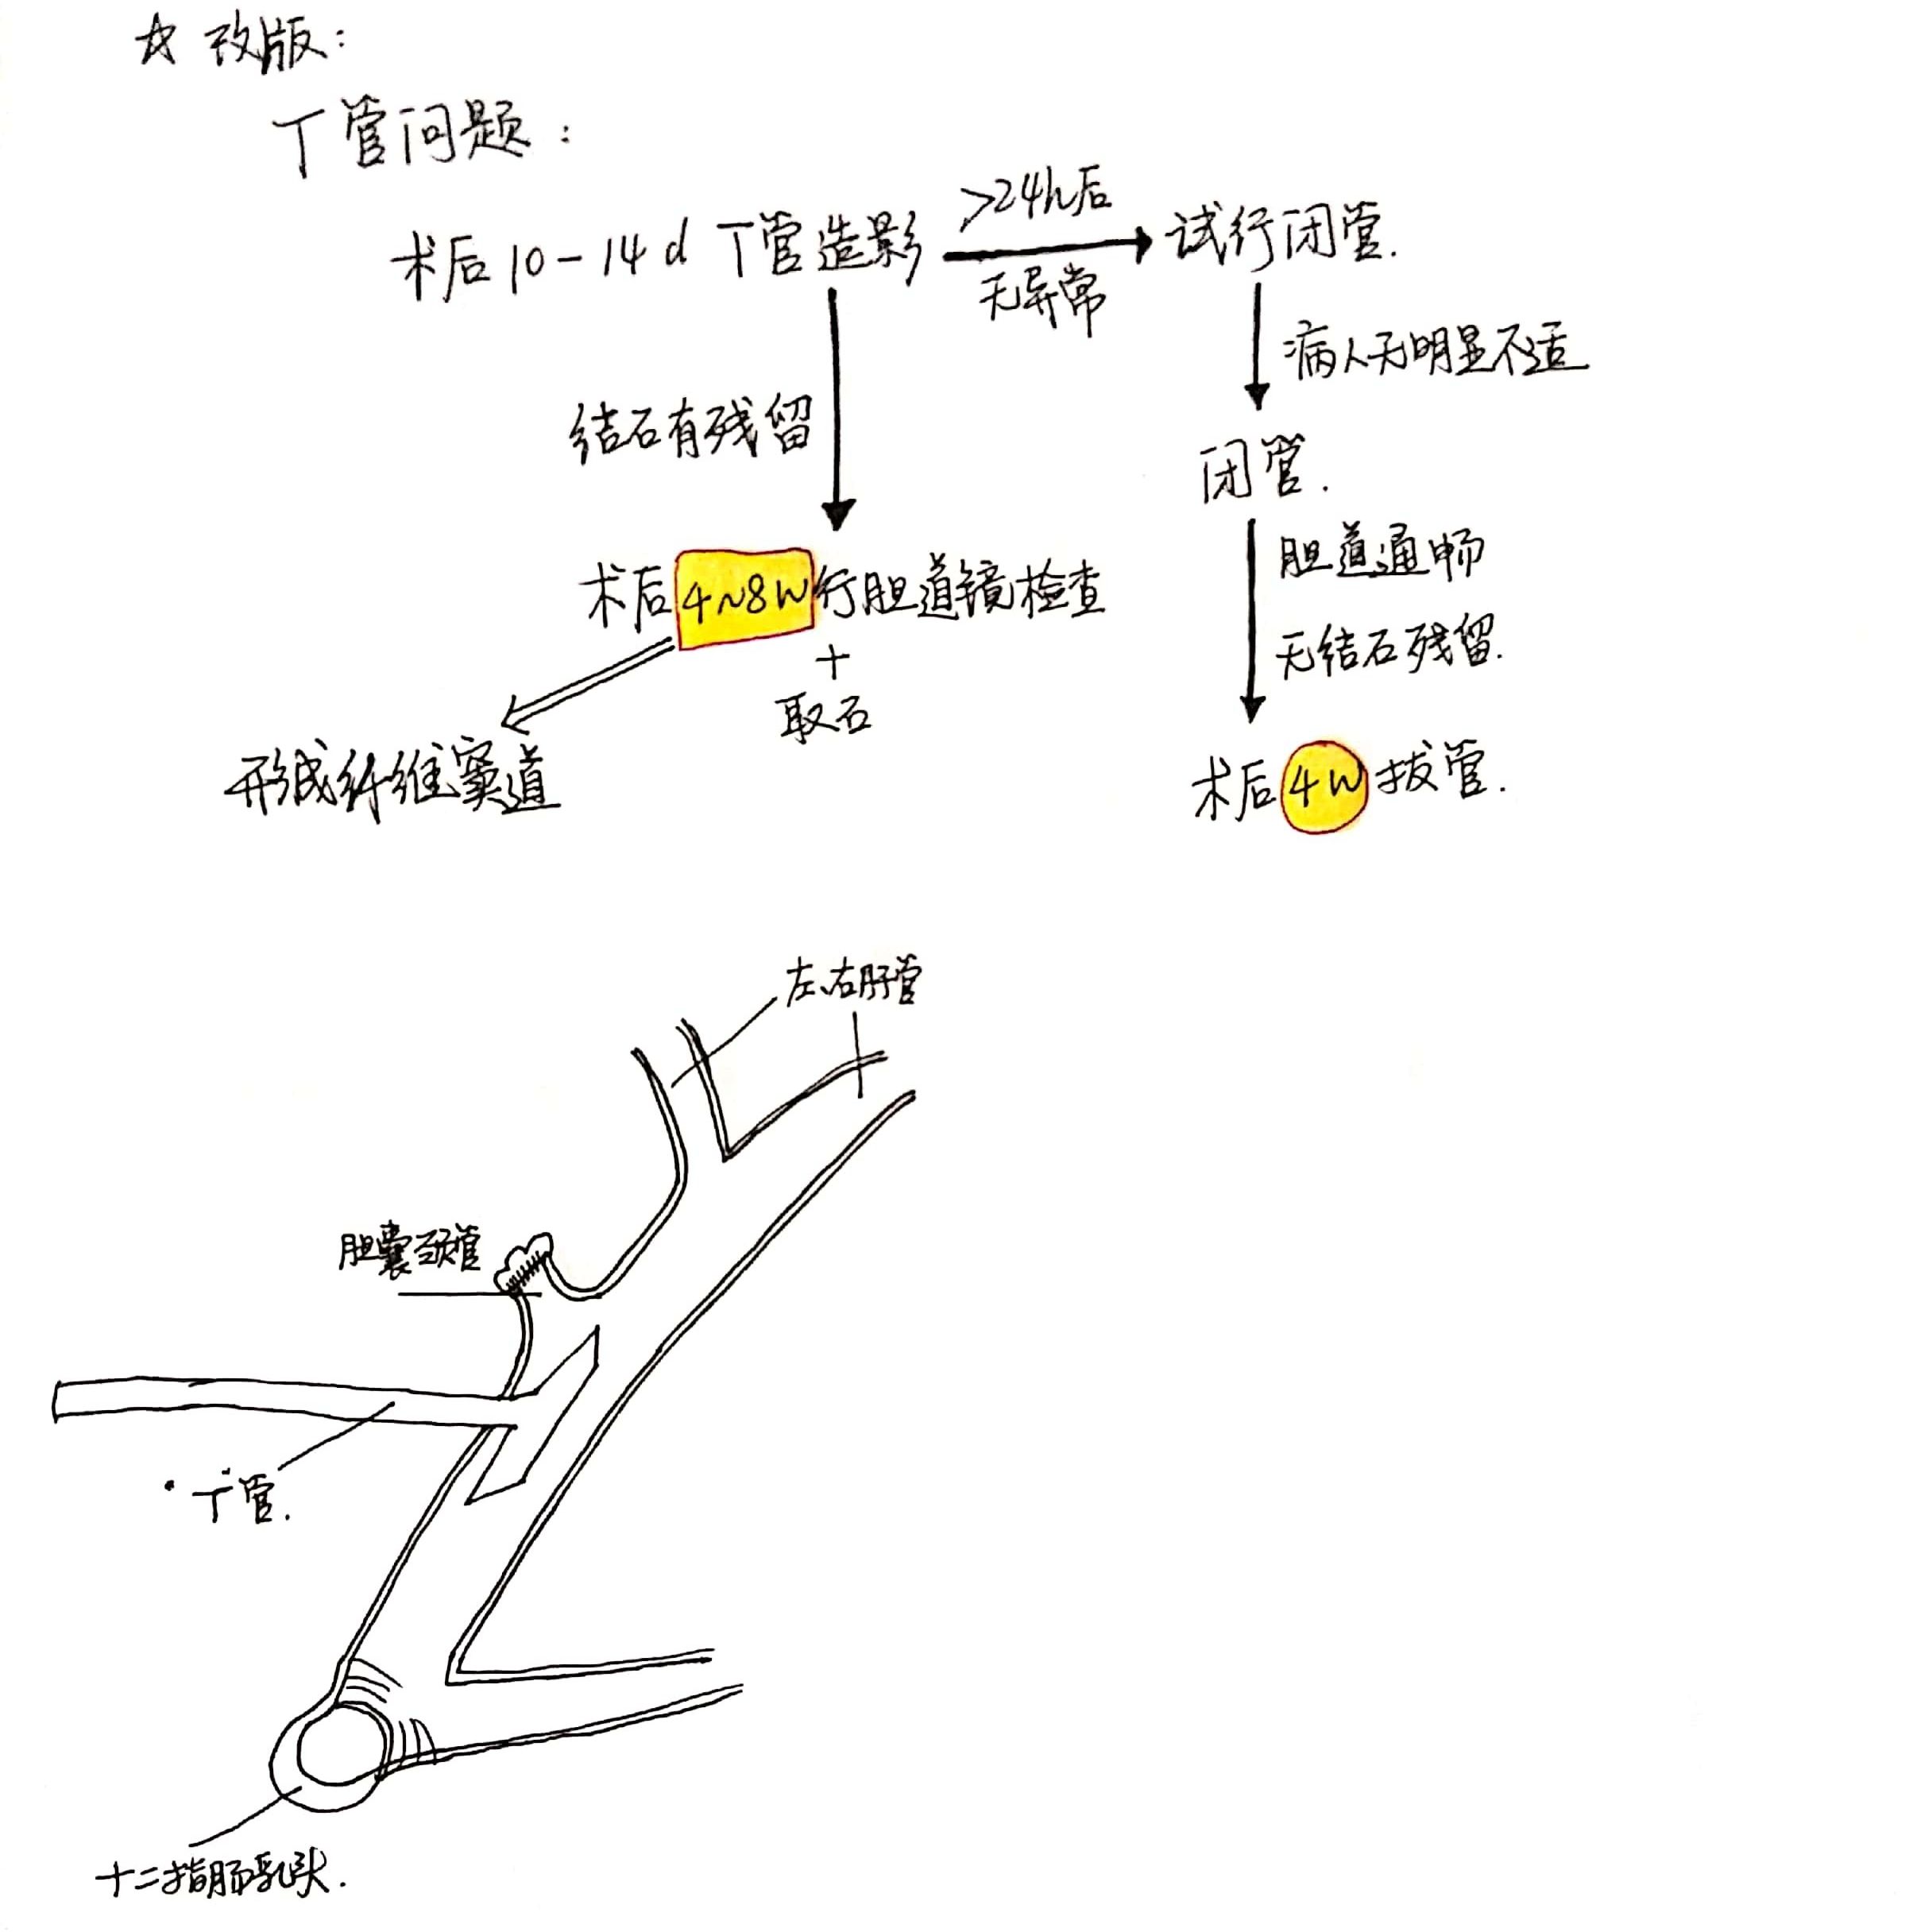 ☆ 改版：
T管问题：
术后10-14d T管造影
>24h后
无异常
试行闭管.
病人无明显不适
结石有残留
闭管.
胆道通畅
术后4~8W行胆道镜检查
+
取石
无结石残留.
形成纤维窦道
术后4W拔管.
左、右肝管
胆囊颈管
T管.
十二指肠乳头.